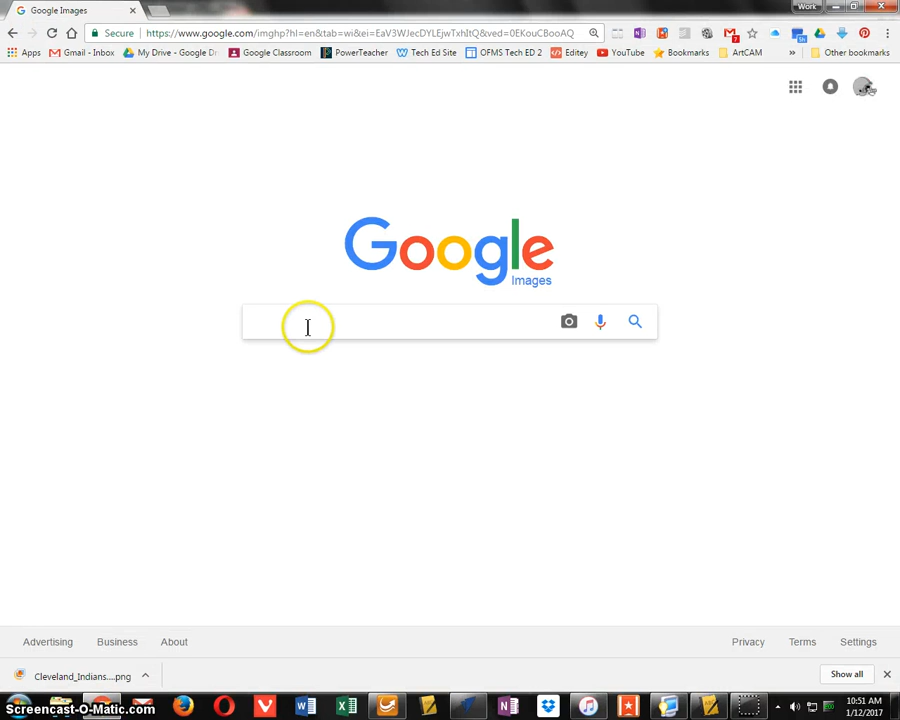 Google Images
Work
Secure
https://www.google.com/imghp?hl=en&tab=wi&ei=EaV3WJecDYLEjwTxhItQ&ved=0EKouCBooAQ
7
Apps Gmail - Inbox My Drive - Google Dr Google Classroom PowerTeacher Tech Ed Site OFMS Tech ED 2 Editey YouTube Bookmarks ArtCAM » Other bookmarks
Google
Images
Advertising Business About Privacy Terms Settings
Cleveland_Indians....png Show all
10:51 AM
1/12/2017
Screencast-O-Matic.com